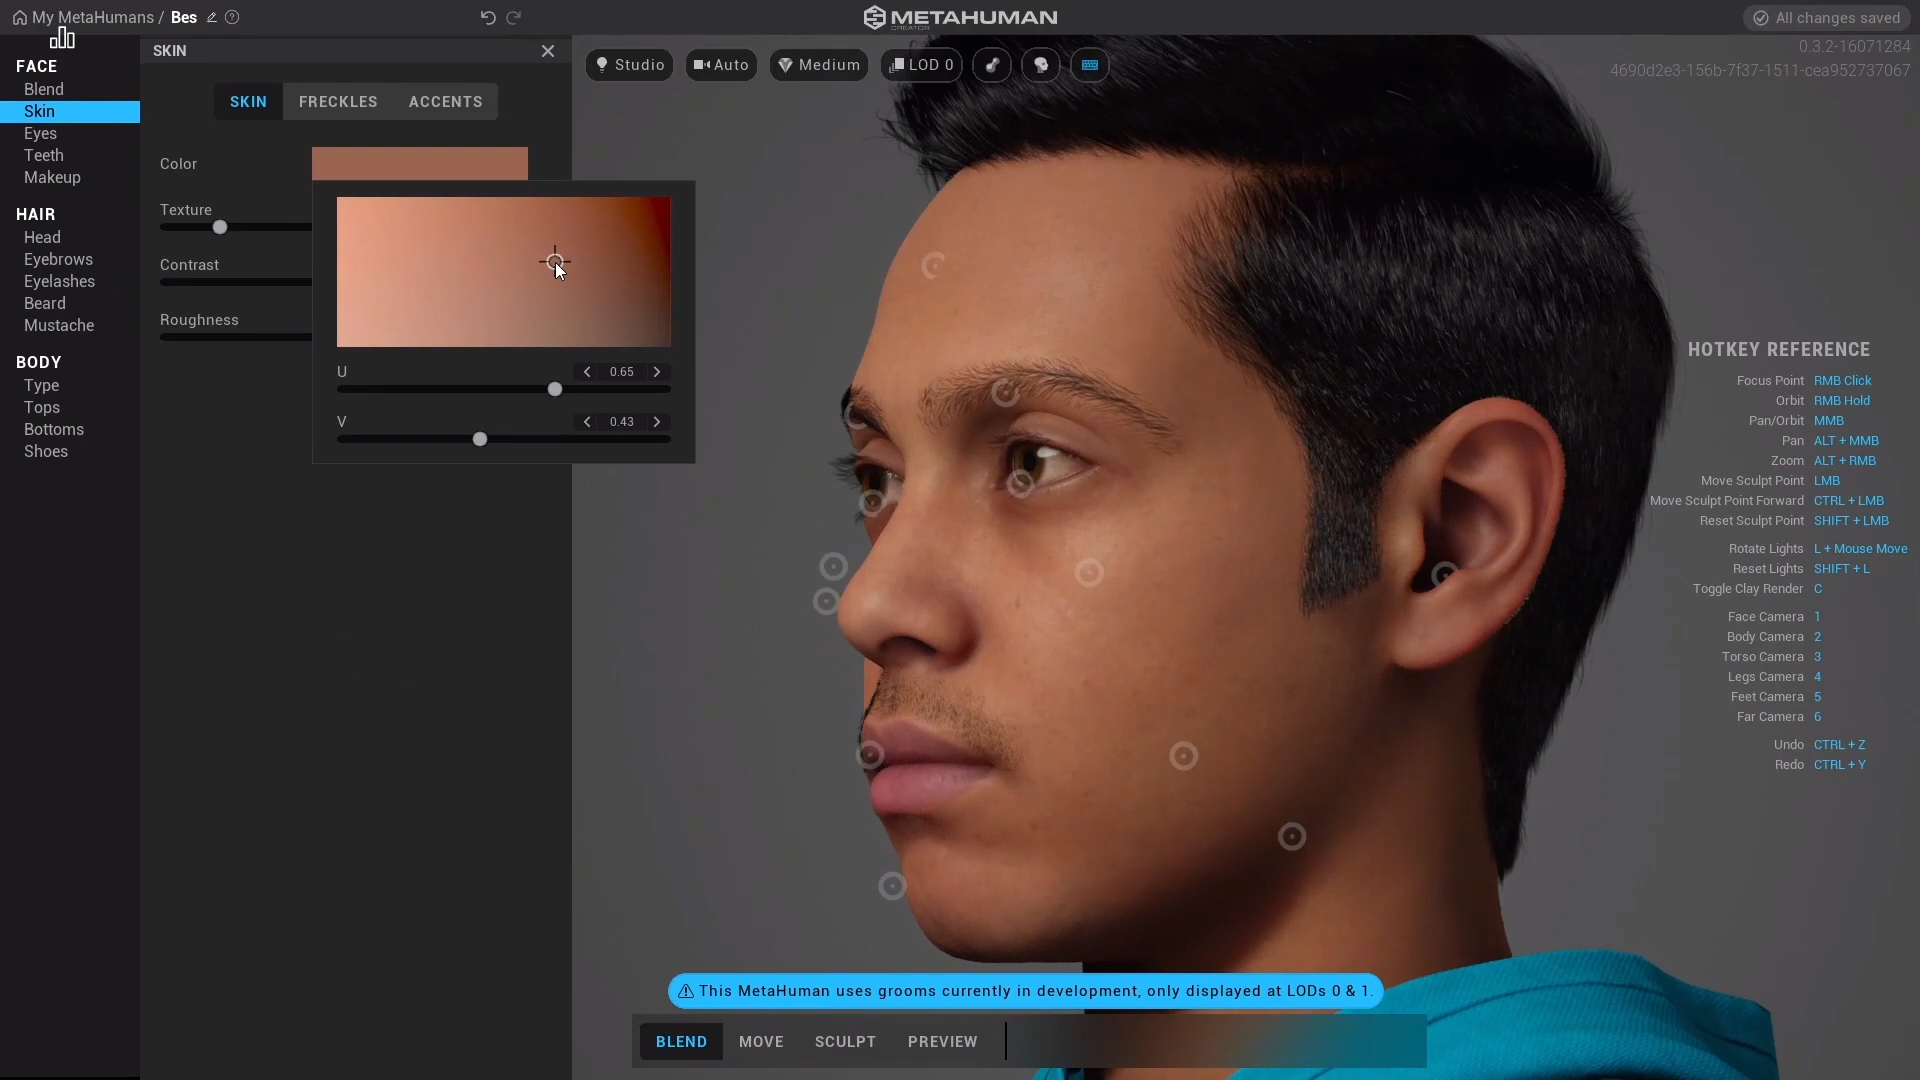 My MetaHumans / Bes
METAHUMAN
CREATOR
All changes saved
0.3.2-16071284
4690d2e3-156b-7f37-1511-cea952737067
FACE
Blend
Skin
Eyes
Teeth
Makeup
HAIR
Head
Eyebrows
Eyelashes
Beard
Mustache
BODY
Type
Tops
Bottoms
Shoes
SKIN
SKIN FRECKLES ACCENTS
Color
Texture
Contrast
Roughness
U 0.65
V 0.43
Studio Auto Medium LOD 0
HOTKEY REFERENCE
Focus Point RMB Click
Orbit RMB Hold
Pan/Orbit MMB
Pan ALT + MMB
Zoom ALT + RMB
Move Sculpt Point LMB
Move Sculpt Point Forward CTRL + LMB
Reset Sculpt Point SHIFT + LMB
Rotate Lights L + Mouse Move
Reset Lights SHIFT + L
Toggle Clay Render C
Face Camera 1
Body Camera 2
Torso Camera 3
Legs Camera 4
Feet Camera 5
Far Camera 6
Undo CTRL + Z
Redo CTRL + Y
This MetaHuman uses grooms currently in development, only displayed at LODs 0 & 1.
BLEND MOVE SCULPT PREVIEW